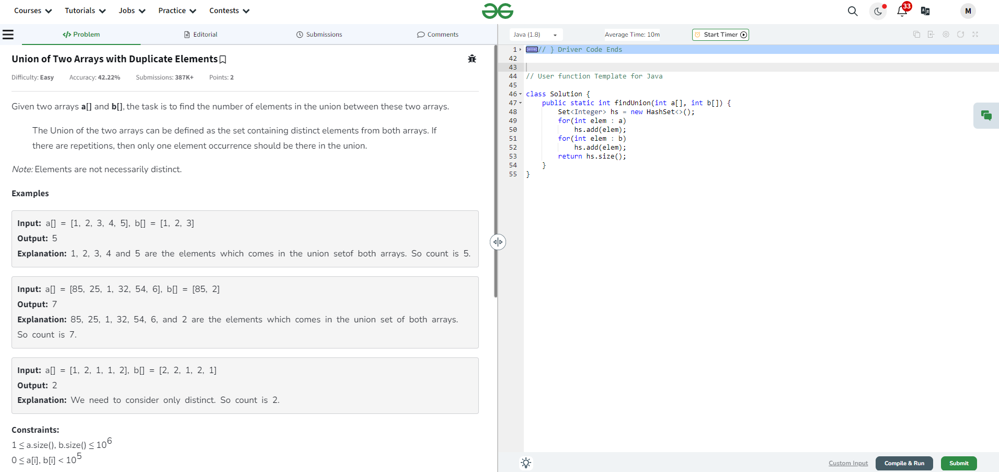 Courses Tutorials Jobs Practice Contests 33 M
Problem Editorial Submissions Comments
Union of Two Arrays with Duplicate Elements
Difficulty: Easy Accuracy: 42.22% Submissions: 387K+ Points: 2
Given two arrays a[] and b[], the task is to find the number of elements in the union between these two arrays.
The Union of the two arrays can be defined as the set containing distinct elements from both arrays. If
there are repetitions, then only one element occurrence should be there in the union.
Note: Elements are not necessarily distinct.
Examples
Input: a[] = [1, 2, 3, 4, 5], b[] = [1, 2, 3]
Output: 5
Explanation: 1, 2, 3, 4 and 5 are the elements which comes in the union setof both arrays. So count is 5.
Input: a[] = [85, 25, 1, 32, 54, 6], b[] = [85, 2]
Output: 7
Explanation: 85, 25, 1, 32, 54, 6, and 2 are the elements which comes in the union set of both arrays.
So count is 7.
Input: a[] = [1, 2, 1, 1, 2], b[] = [2, 2, 1, 2, 1]
Output: 2
Explanation: We need to consider only distinct. So count is 2.
Constraints:
1 ≤ a.size(), b.size() ≤ 10^6
0 ≤ a[i], b[i] < 10^5
Java (1.8) Average Time: 10m Start Timer
1 // } Driver Code Ends
42
43
44 // User function Template for Java
45
46 class Solution {
47 public static int findUnion(int a[], int b[]) {
48 Set<Integer> hs = new HashSet<>();
49 for(int elem : a)
50 hs.add(elem);
51 for(int elem : b)
52 hs.add(elem);
53 return hs.size();
54 }
55 }
Custom Input Compile & Run Submit